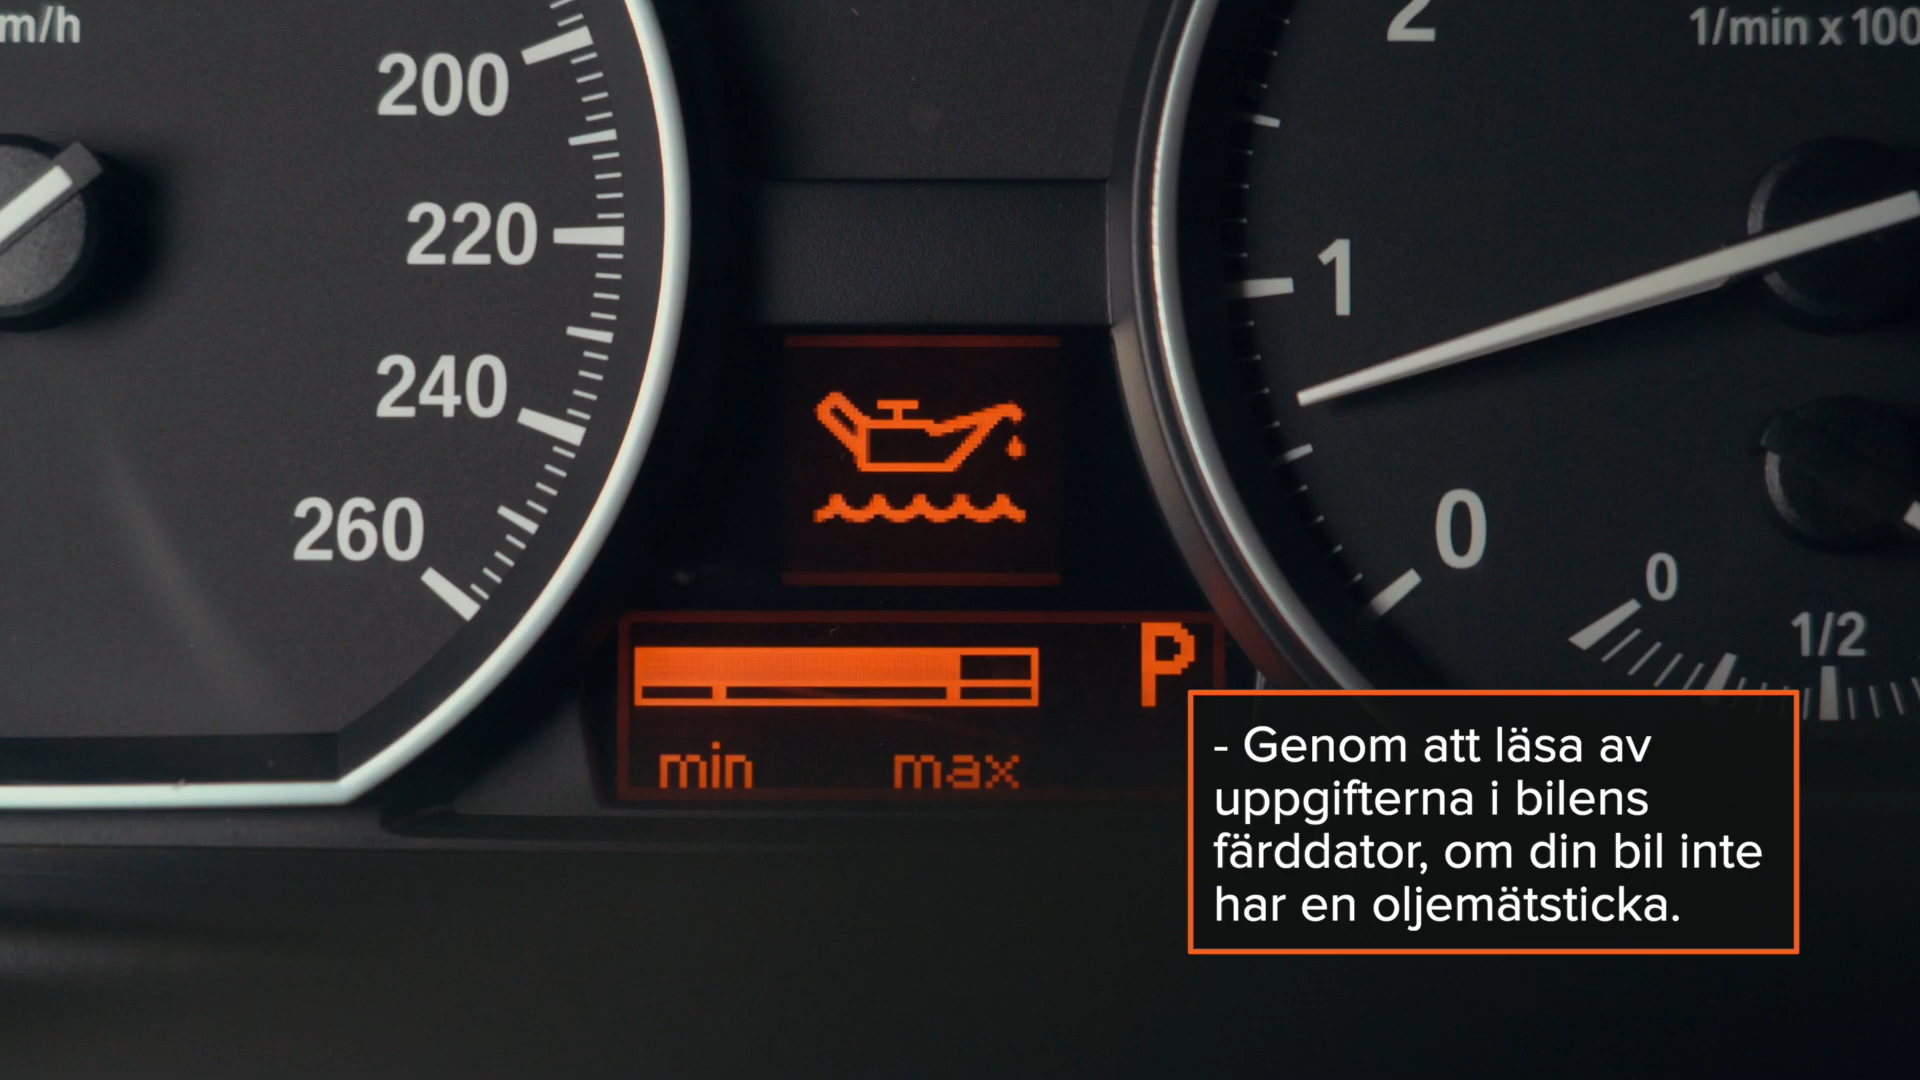 m/h
200
220
240
260
2
1/min x 100
1
0
0
1/2
P
min
max
- Genom att läsa av
uppgifterna i bilens
färddator, om din bil inte
har en oljemätsticka.